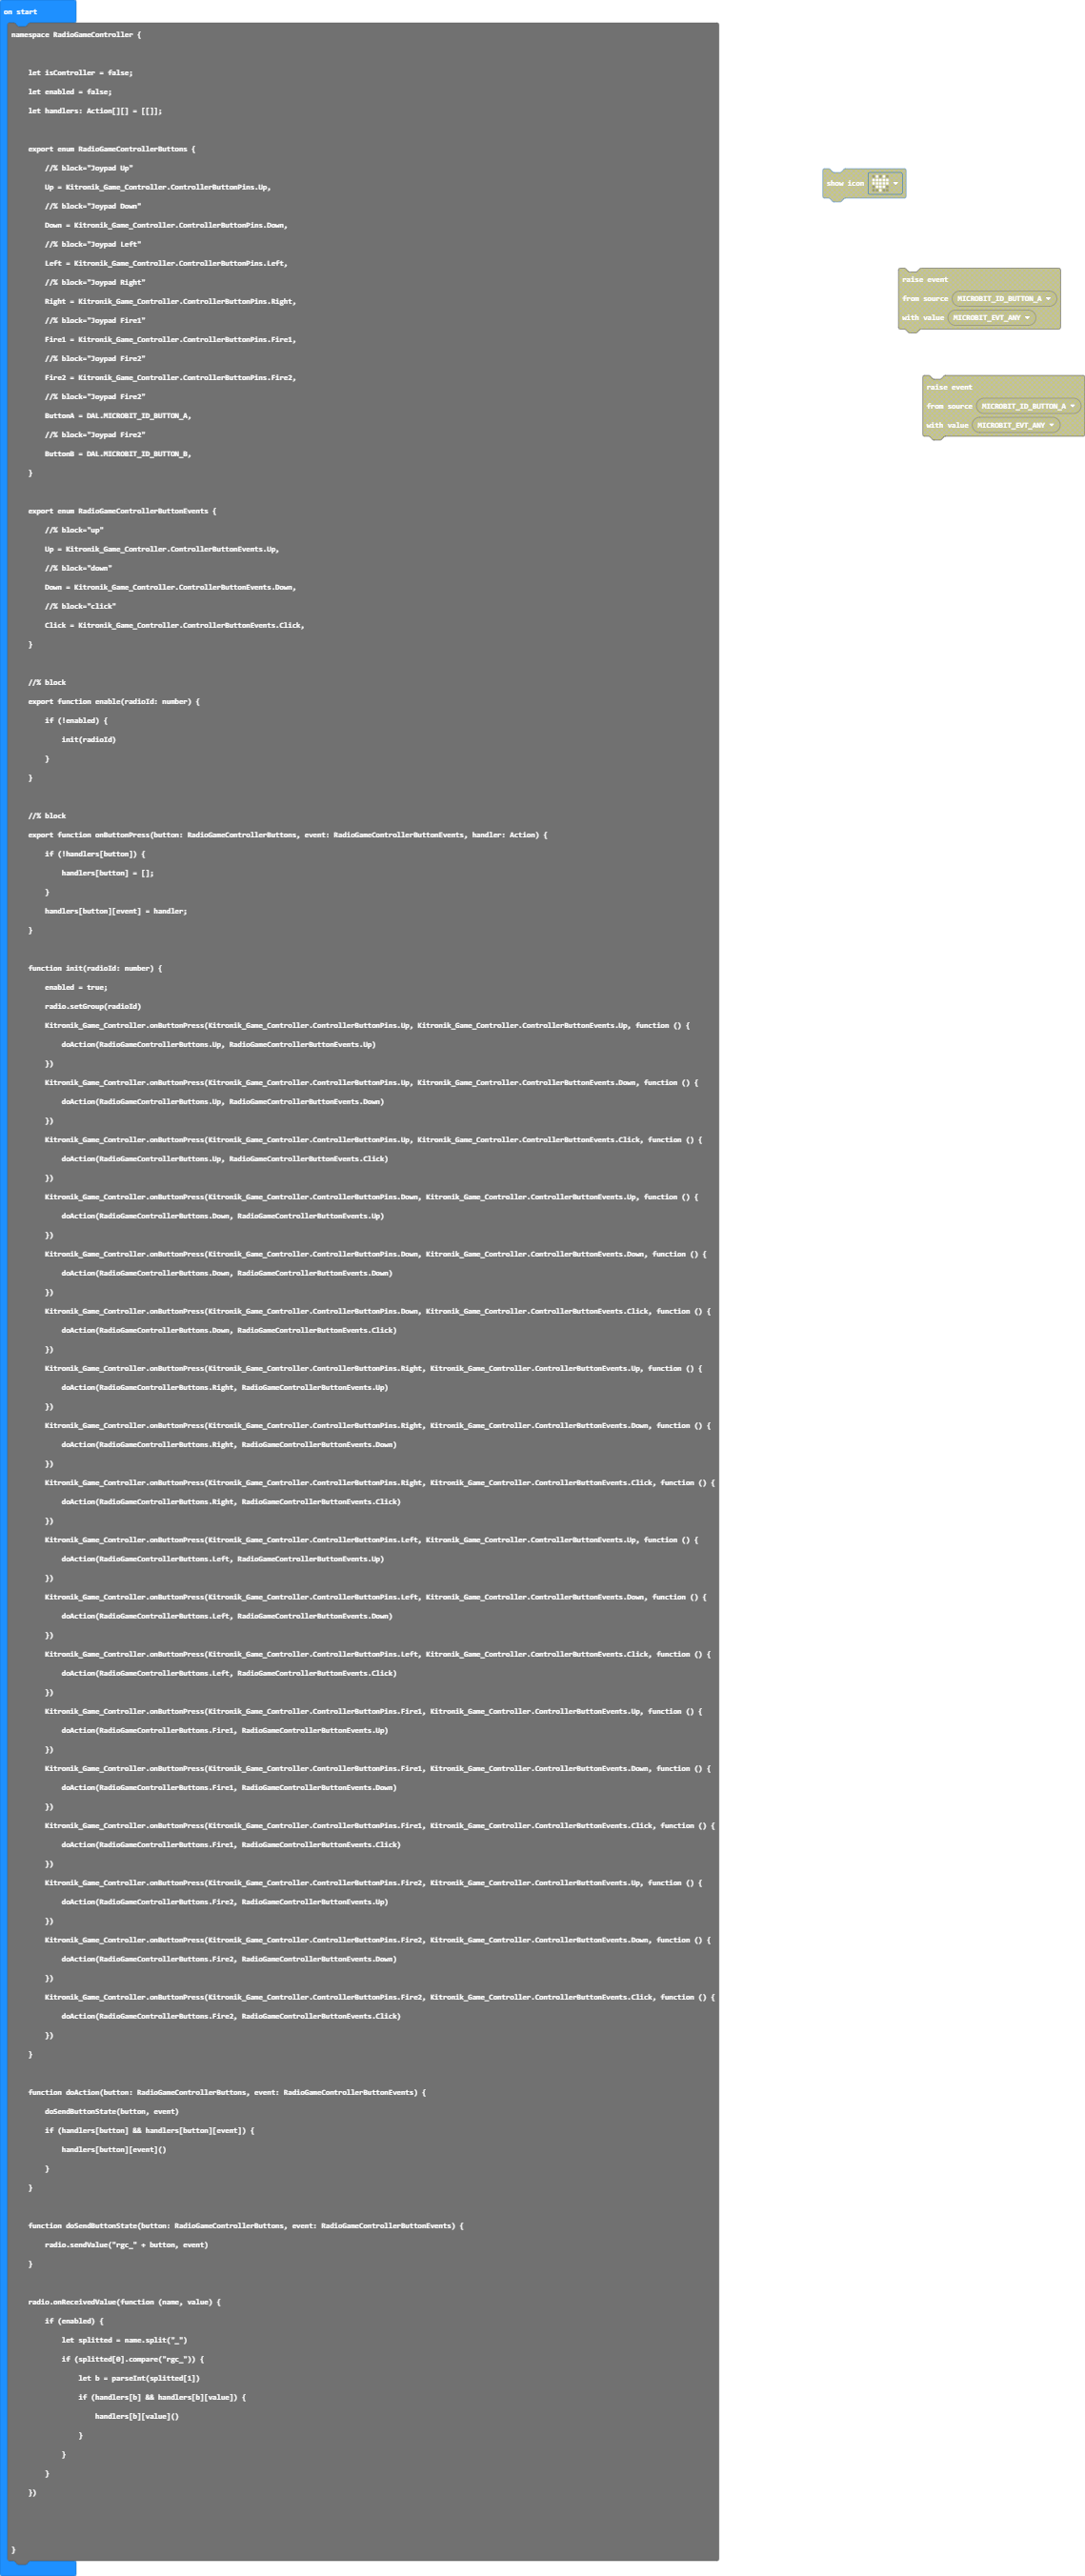 on start
namespace RadioGameController {
let isController = false;
let enabled = false;
let handlers: Action[][] = [[]];
export enum RadioGameControllerButtons {
//% block="Joypad Up"
Up = Kitronik_Game_Controller.ControllerButtonPins.Up,
//% block="Joypad Down"
Down = Kitronik_Game_Controller.ControllerButtonPins.Down,
//% block="Joypad Left"
Left = Kitronik_Game_Controller.ControllerButtonPins.Left,
//% block="Joypad Right"
Right = Kitronik_Game_Controller.ControllerButtonPins.Right,
//% block="Joypad Fire1"
Fire1 = Kitronik_Game_Controller.ControllerButtonPins.Fire1,
//% block="Joypad Fire2"
Fire2 = Kitronik_Game_Controller.ControllerButtonPins.Fire2,
//% block="Joypad Fire2"
ButtonA = DAL.MICROBIT_ID_BUTTON_A,
//% block="Joypad Fire2"
ButtonB = DAL.MICROBIT_ID_BUTTON_B,
}
export enum RadioGameControllerButtonEvents {
//% block="up"
Up = Kitronik_Game_Controller.ControllerButtonEvents.Up,
//% block="down"
Down = Kitronik_Game_Controller.ControllerButtonEvents.Down,
//% block="click"
Click = Kitronik_Game_Controller.ControllerButtonEvents.Click,
}
//% block
export function enable(radioId: number) {
if (!enabled) {
init(radioId)
}
}
//% block
export function onButtonPress(button: RadioGameControllerButtons, event: RadioGameControllerButtonEvents, handler: Action) {
if (!handlers[button]) {
handlers[button] = [];
}
handlers[button][event] = handler;
}
function init(radioId: number) {
enabled = true;
radio.setGroup(radioId)
Kitronik_Game_Controller.onButtonPress(Kitronik_Game_Controller.ControllerButtonPins.Up, Kitronik_Game_Controller.ControllerButtonEvents.Up, function () {
doAction(RadioGameControllerButtons.Up, RadioGameControllerButtonEvents.Up)
})
Kitronik_Game_Controller.onButtonPress(Kitronik_Game_Controller.ControllerButtonPins.Up, Kitronik_Game_Controller.ControllerButtonEvents.Down, function () {
doAction(RadioGameControllerButtons.Up, RadioGameControllerButtonEvents.Down)
})
Kitronik_Game_Controller.onButtonPress(Kitronik_Game_Controller.ControllerButtonPins.Up, Kitronik_Game_Controller.ControllerButtonEvents.Click, function () {
doAction(RadioGameControllerButtons.Up, RadioGameControllerButtonEvents.Click)
})
Kitronik_Game_Controller.onButtonPress(Kitronik_Game_Controller.ControllerButtonPins.Down, Kitronik_Game_Controller.ControllerButtonEvents.Up, function () {
doAction(RadioGameControllerButtons.Down, RadioGameControllerButtonEvents.Up)
})
Kitronik_Game_Controller.onButtonPress(Kitronik_Game_Controller.ControllerButtonPins.Down, Kitronik_Game_Controller.ControllerButtonEvents.Down, function () {
doAction(RadioGameControllerButtons.Down, RadioGameControllerButtonEvents.Down)
})
Kitronik_Game_Controller.onButtonPress(Kitronik_Game_Controller.ControllerButtonPins.Down, Kitronik_Game_Controller.ControllerButtonEvents.Click, function () {
doAction(RadioGameControllerButtons.Down, RadioGameControllerButtonEvents.Click)
})
Kitronik_Game_Controller.onButtonPress(Kitronik_Game_Controller.ControllerButtonPins.Right, Kitronik_Game_Controller.ControllerButtonEvents.Up, function () {
doAction(RadioGameControllerButtons.Right, RadioGameControllerButtonEvents.Up)
})
Kitronik_Game_Controller.onButtonPress(Kitronik_Game_Controller.ControllerButtonPins.Right, Kitronik_Game_Controller.ControllerButtonEvents.Down, function () {
doAction(RadioGameControllerButtons.Right, RadioGameControllerButtonEvents.Down)
})
Kitronik_Game_Controller.onButtonPress(Kitronik_Game_Controller.ControllerButtonPins.Right, Kitronik_Game_Controller.ControllerButtonEvents.Click, function () {
doAction(RadioGameControllerButtons.Right, RadioGameControllerButtonEvents.Click)
})
Kitronik_Game_Controller.onButtonPress(Kitronik_Game_Controller.ControllerButtonPins.Left, Kitronik_Game_Controller.ControllerButtonEvents.Up, function () {
doAction(RadioGameControllerButtons.Left, RadioGameControllerButtonEvents.Up)
})
Kitronik_Game_Controller.onButtonPress(Kitronik_Game_Controller.ControllerButtonPins.Left, Kitronik_Game_Controller.ControllerButtonEvents.Down, function () {
doAction(RadioGameControllerButtons.Left, RadioGameControllerButtonEvents.Down)
})
Kitronik_Game_Controller.onButtonPress(Kitronik_Game_Controller.ControllerButtonPins.Left, Kitronik_Game_Controller.ControllerButtonEvents.Click, function () {
doAction(RadioGameControllerButtons.Left, RadioGameControllerButtonEvents.Click)
})
Kitronik_Game_Controller.onButtonPress(Kitronik_Game_Controller.ControllerButtonPins.Fire1, Kitronik_Game_Controller.ControllerButtonEvents.Up, function () {
doAction(RadioGameControllerButtons.Fire1, RadioGameControllerButtonEvents.Up)
})
Kitronik_Game_Controller.onButtonPress(Kitronik_Game_Controller.ControllerButtonPins.Fire1, Kitronik_Game_Controller.ControllerButtonEvents.Down, function () {
doAction(RadioGameControllerButtons.Fire1, RadioGameControllerButtonEvents.Down)
})
Kitronik_Game_Controller.onButtonPress(Kitronik_Game_Controller.ControllerButtonPins.Fire1, Kitronik_Game_Controller.ControllerButtonEvents.Click, function () {
doAction(RadioGameControllerButtons.Fire1, RadioGameControllerButtonEvents.Click)
})
Kitronik_Game_Controller.onButtonPress(Kitronik_Game_Controller.ControllerButtonPins.Fire2, Kitronik_Game_Controller.ControllerButtonEvents.Up, function () {
doAction(RadioGameControllerButtons.Fire2, RadioGameControllerButtonEvents.Up)
})
Kitronik_Game_Controller.onButtonPress(Kitronik_Game_Controller.ControllerButtonPins.Fire2, Kitronik_Game_Controller.ControllerButtonEvents.Down, function () {
doAction(RadioGameControllerButtons.Fire2, RadioGameControllerButtonEvents.Down)
})
Kitronik_Game_Controller.onButtonPress(Kitronik_Game_Controller.ControllerButtonPins.Fire2, Kitronik_Game_Controller.ControllerButtonEvents.Click, function () {
doAction(RadioGameControllerButtons.Fire2, RadioGameControllerButtonEvents.Click)
})
}
function doAction(button: RadioGameControllerButtons, event: RadioGameControllerButtonEvents) {
doSendButtonState(button, event)
if (handlers[button] && handlers[button][event]) {
handlers[button][event]()
}
}
function doSendButtonState(button: RadioGameControllerButtons, event: RadioGameControllerButtonEvents) {
radio.sendValue("rgc_" + button, event)
}
radio.onReceivedValue(function (name, value) {
if (enabled) {
let splitted = name.split("_")
if (splitted[0].compare("rgc_")) {
let b = parseInt(splitted[1])
if (handlers[b] && handlers[b][value]) {
handlers[b][value]()
}
}
}
})
}
show icon
raise event
from source MICROBIT_ID_BUTTON_A
with value MICROBIT_EVT_ANY
raise event
from source MICROBIT_ID_BUTTON_A
with value MICROBIT_EVT_ANY